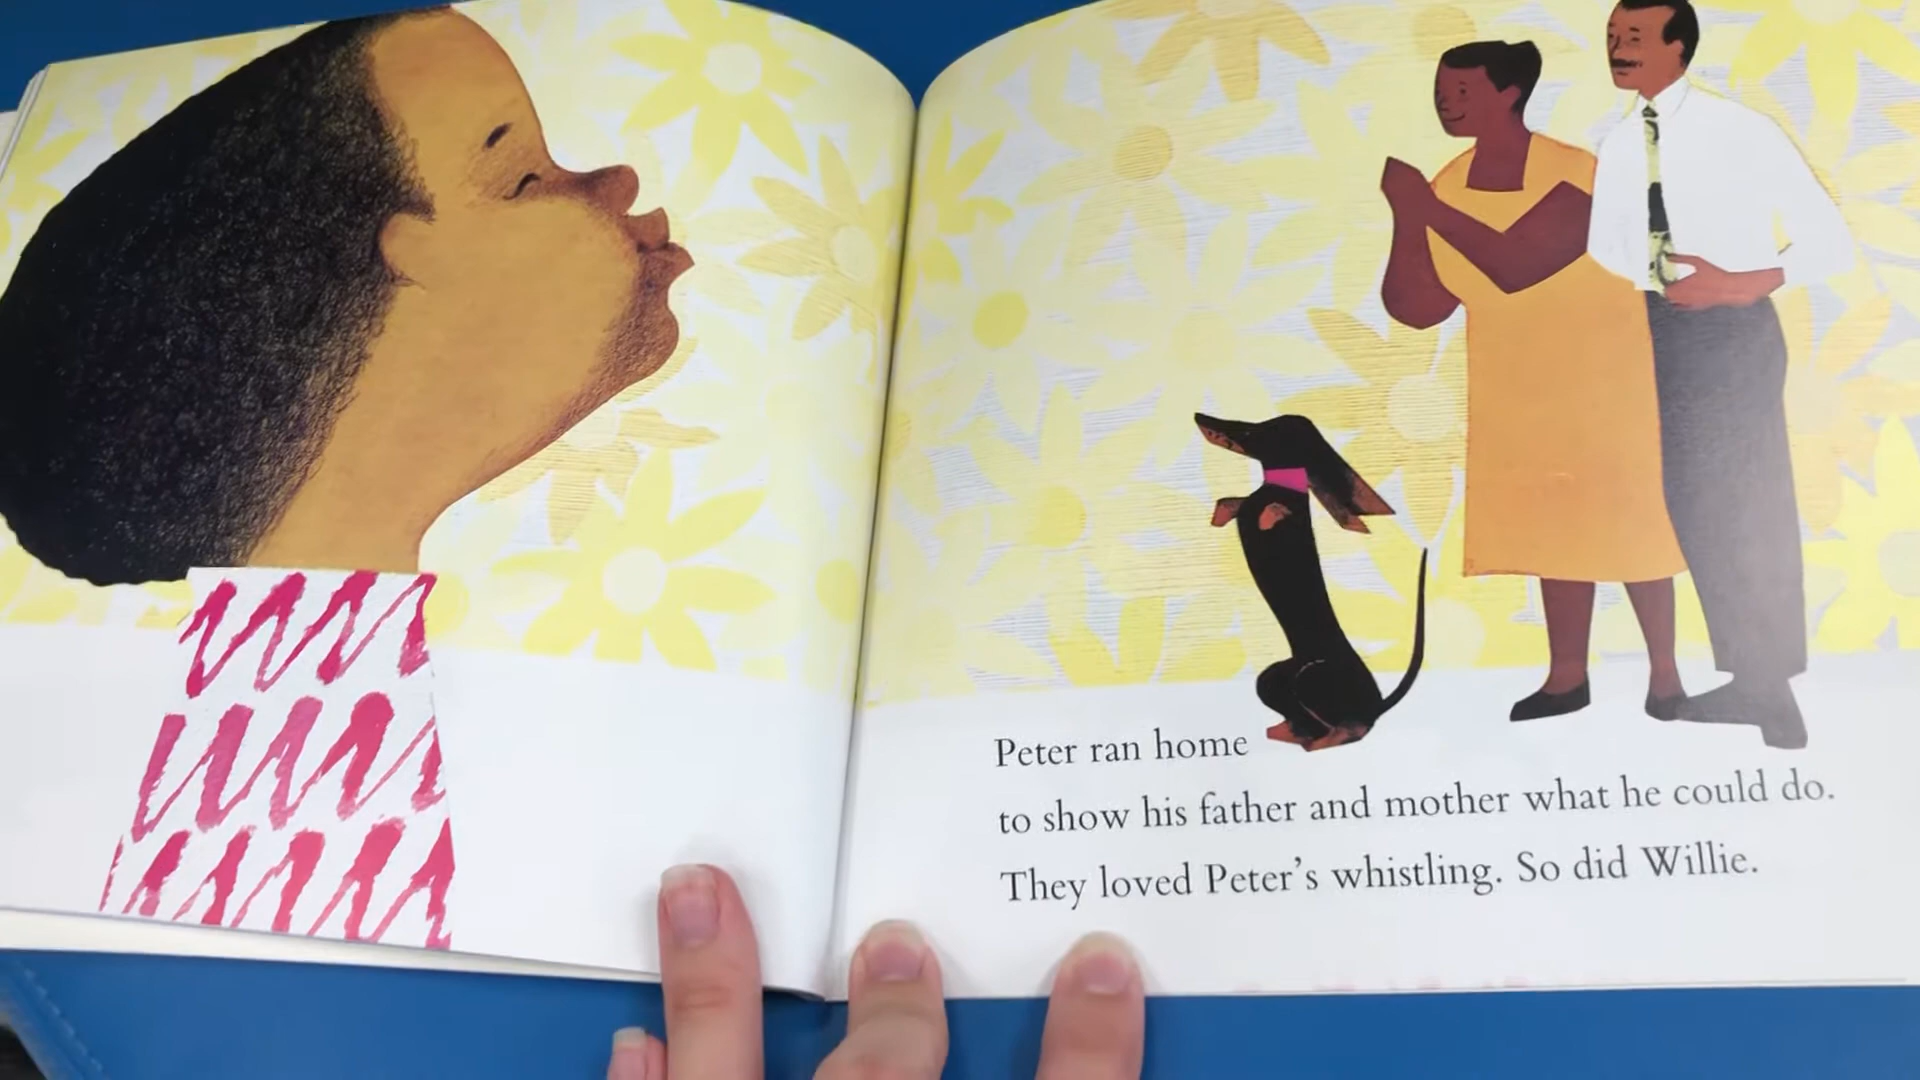 Peter ran home
to show his father and mother what he could do.
They loved Peter's whistling. So did Willie.